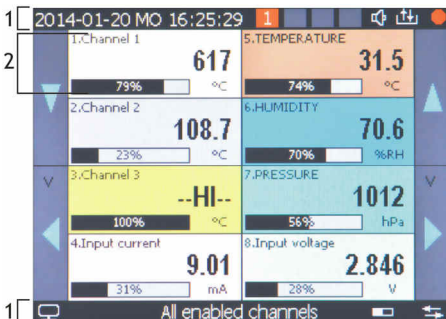 1
2014-01-20 MO 16:25:29 1
2
1.Channel 1
617
79% °C
5.TEMPERATURE
31.5
74% °C
2.Channel 2
108.7
23% °C
6.HUMIDITY
70.6
70% %RH
V
3.Channel 3
--HI--
100% °C
7.PRESSURE
1012
56% hPa
V
4.Input current
9.01
31% mA
8.Input voltage
2.846
28% V
1
All enabled channels